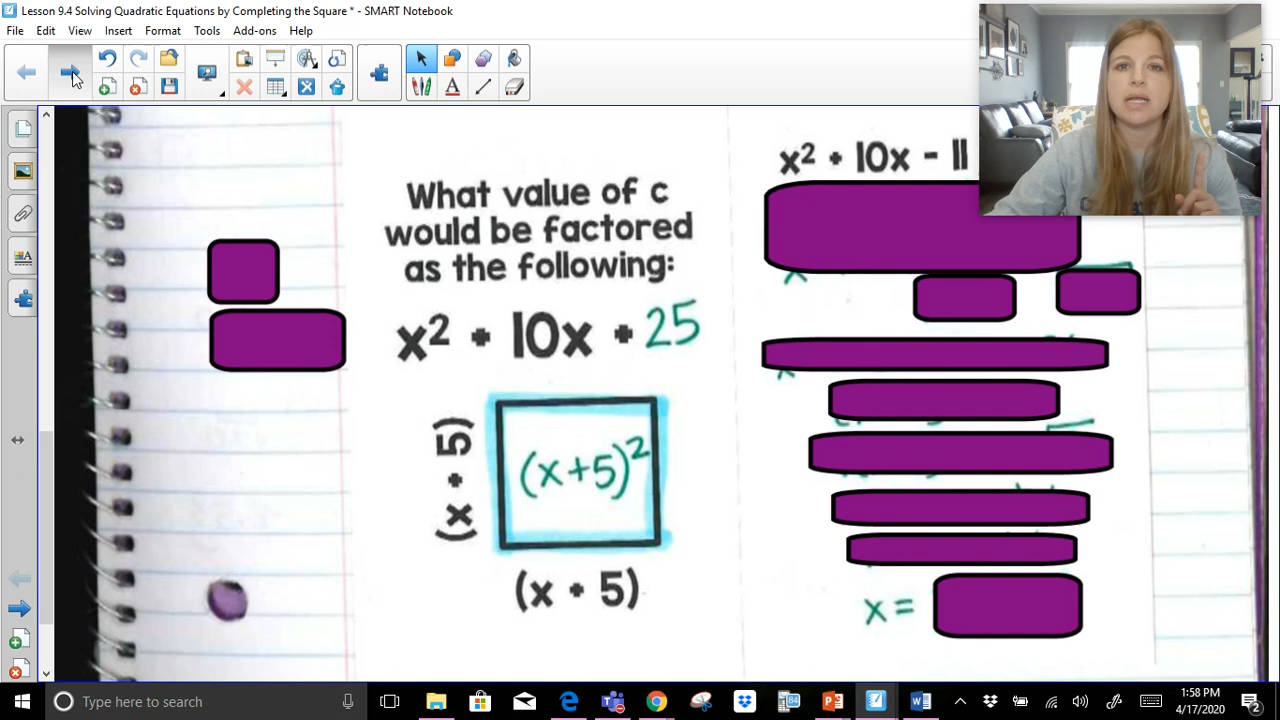 Lesson 9.4 Solving Quadratic Equations by Completing the Square * - SMART Notebook
File Edit View Insert Format Tools Add-ons Help
What value of c
would be factored
as the following:
x² + 10x + 25
(x + 5)
(x+5)²
(x + 5)
x² + 10x - 11
x =
Type here to search
1:58 PM
4/17/2020
2